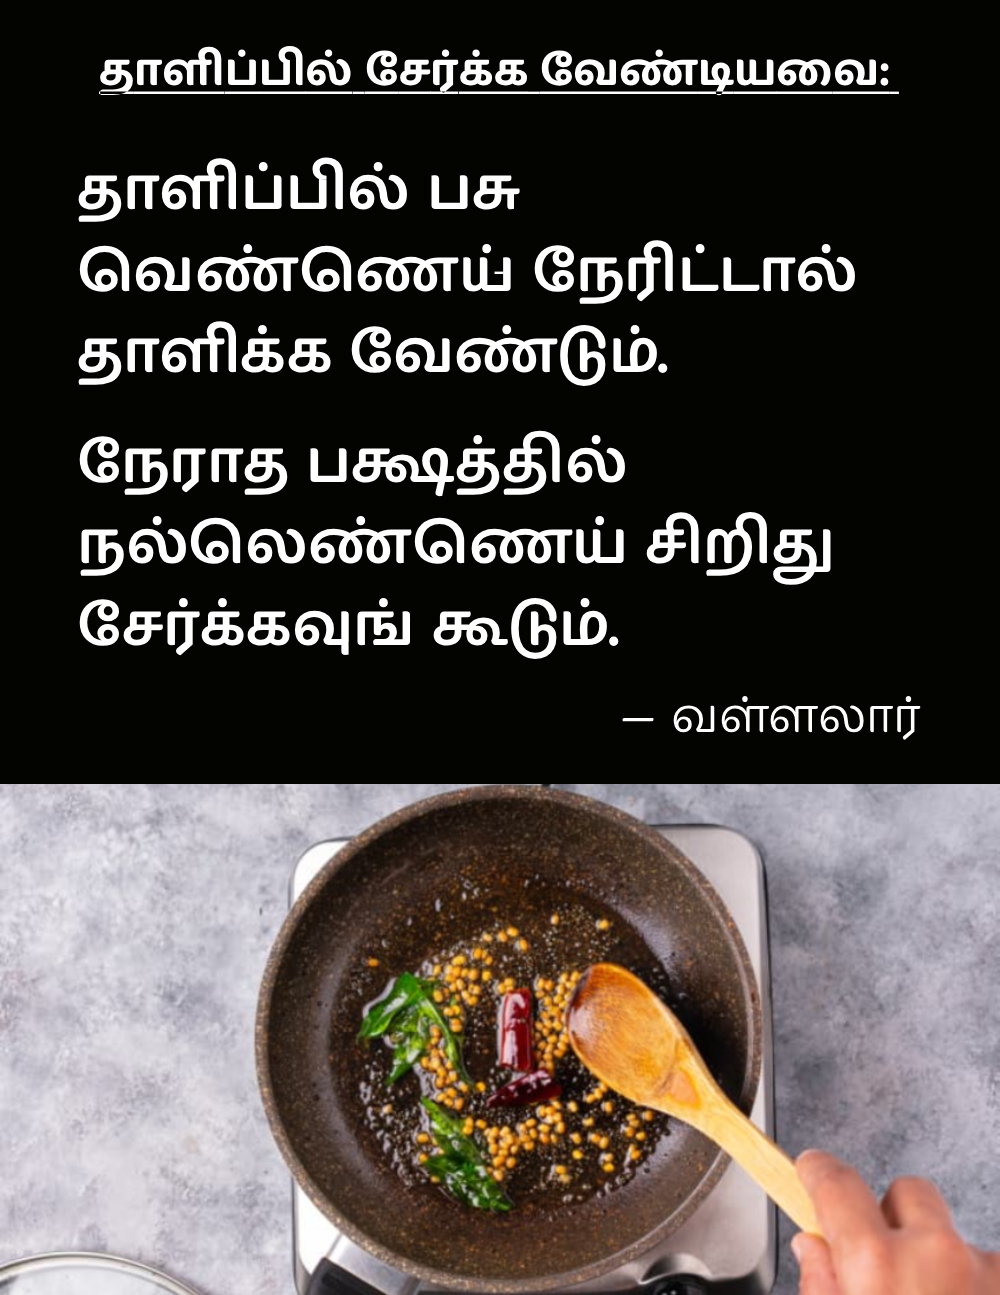 தாளிப்பில் சேர்க்க வேண்டியவை:
தாளிப்பில் பசு
வெண்ணெய் நேரிட்டால்
தாளிக்க வேண்டும்.
நேராத பக்ஷத்தில்
நல்லெண்ணெய் சிறிது
சேர்க்கவுங் கூடும்.
– வள்ளலார்